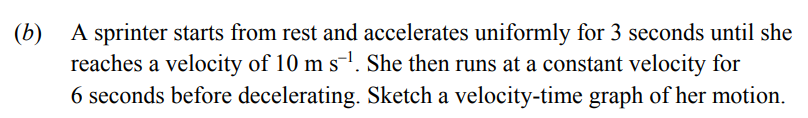 (b) A sprinter starts from rest and accelerates uniformly for 3 seconds until she
reaches a velocity of 10 m s⁻¹. She then runs at a constant velocity for
6 seconds before decelerating. Sketch a velocity-time graph of her motion.